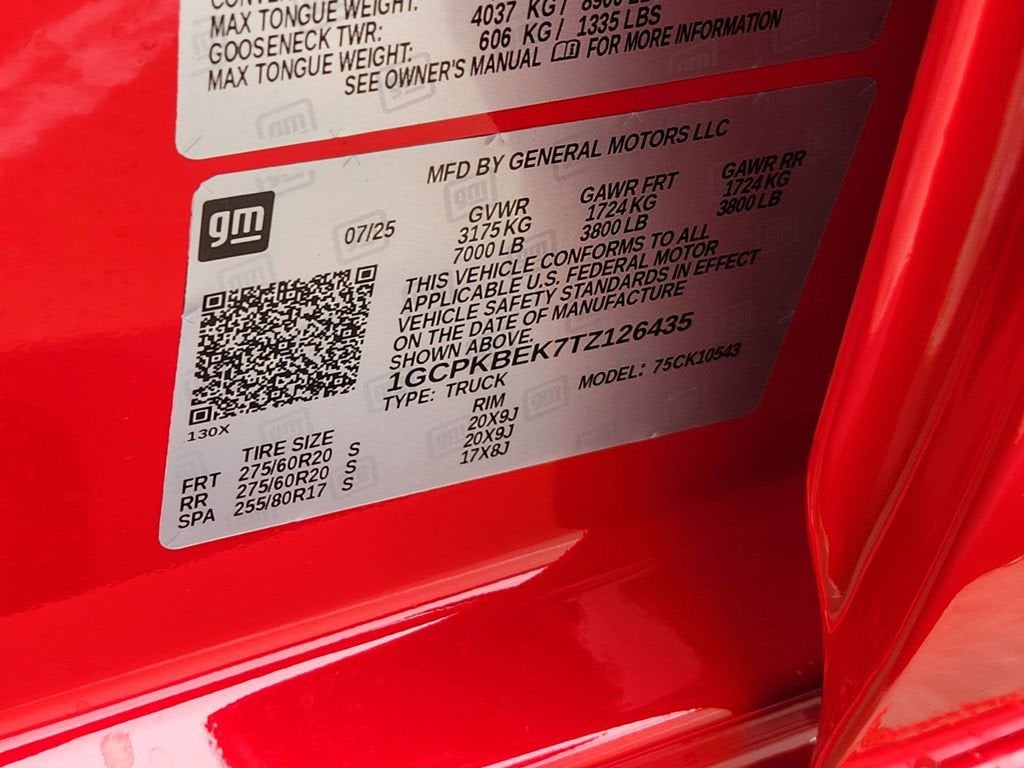 MAX TONGUE WEIGHT: 4037 KG /
GOOSENECK TWR: 606 KG / 1335 LBS
MAX TONGUE WEIGHT:
SEE OWNER'S MANUAL FOR MORE INFORMATION
MFD BY GENERAL MOTORS LLC
gm
07/25
GVWR GAWR FRT GAWR RR
3175 KG 1724 KG 1724 KG
7000 LB 3800 LB 3800 LB
THIS VEHICLE CONFORMS TO ALL
APPLICABLE U.S. FEDERAL MOTOR
VEHICLE SAFETY STANDARDS IN EFFECT
ON THE DATE OF MANUFACTURE
SHOWN ABOVE.
1GCPKBEK7TZ126435
TYPE: TRUCK MODEL: 75CK10543
130X
TIRE SIZE RIM
FRT 275/60R20 S 20X9J
RR 275/60R20 S 20X9J
SPA 255/80R17 S 17X8J